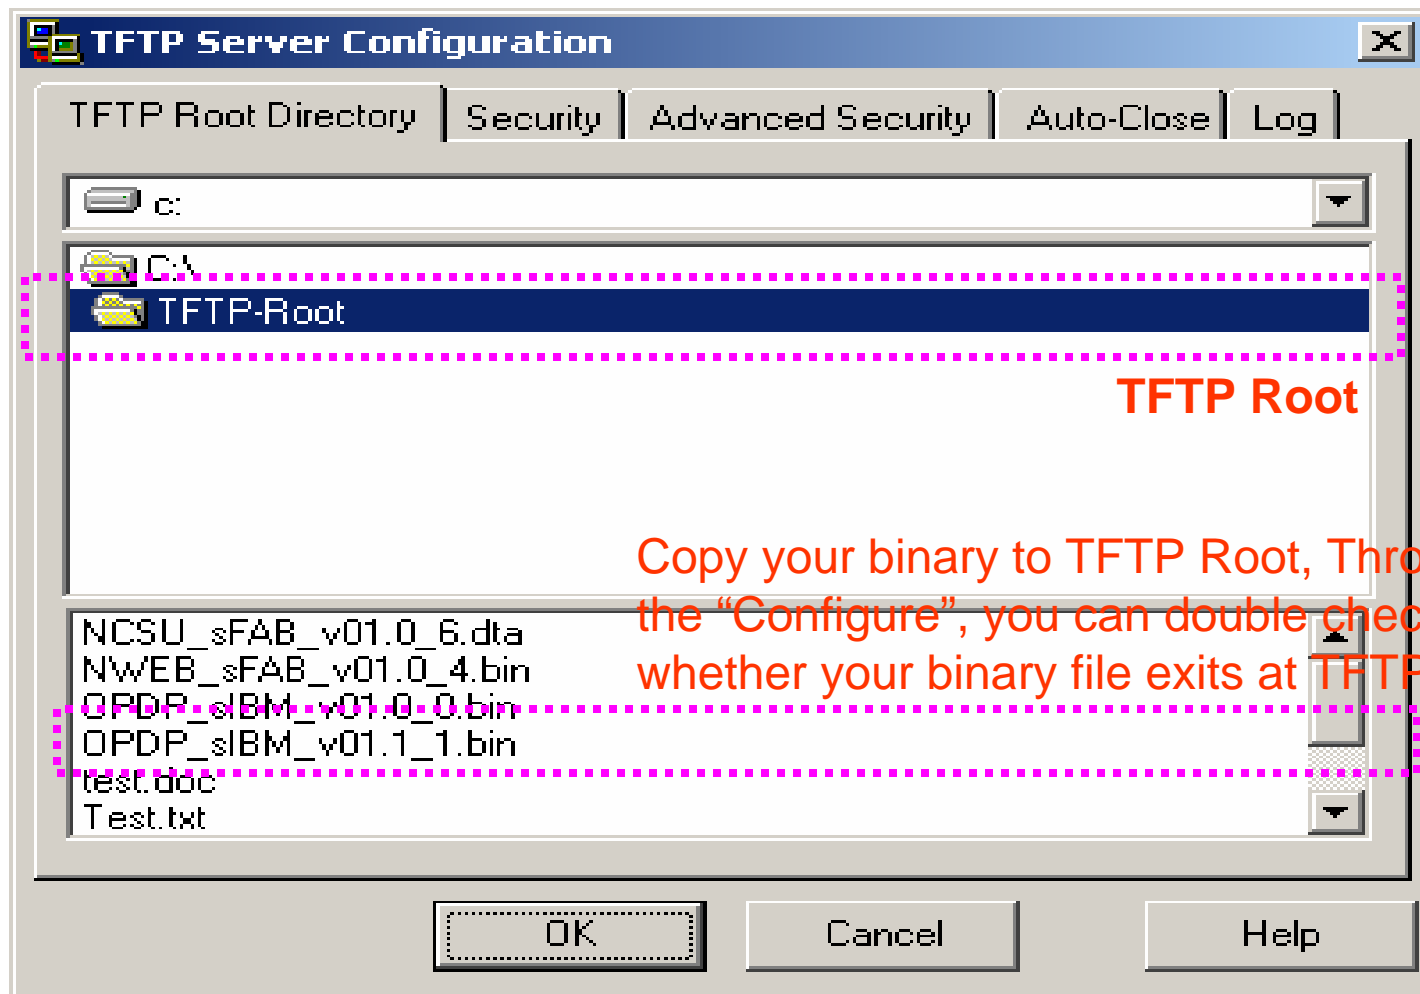 TFTP Server Configuration
TFTP Root Directory Security Advanced Security Auto-Close Log
c:
C:\
TFTP-Root
TFTP Root
Copy your binary to TFTP Root, Thro
the “Configure”, you can double chec
whether your binary file exits at TFTP
NCSU_sFAB_v01.0_6.dta
NWEB_sFAB_v01.0_4.bin
OPDP_sIBM_v01.0_0.bin
OPDP_sIBM_v01.1_1.bin
test.doc
Test.txt
OK Cancel Help